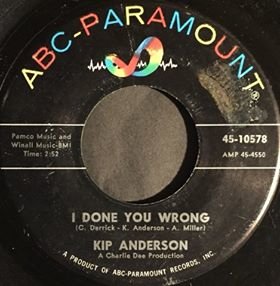 ABC-PARAMOUNT
Pamco Music and
Winall Music-BMI
Time: 2:52
45-10578
AMP 45-4550
I DONE YOU WRONG
(C. Derrick - K. Anderson - A. Miller)
KIP ANDERSON
A Charlie Dee Production
A PRODUCT OF ABC-PARAMOUNT RECORDS, INC.